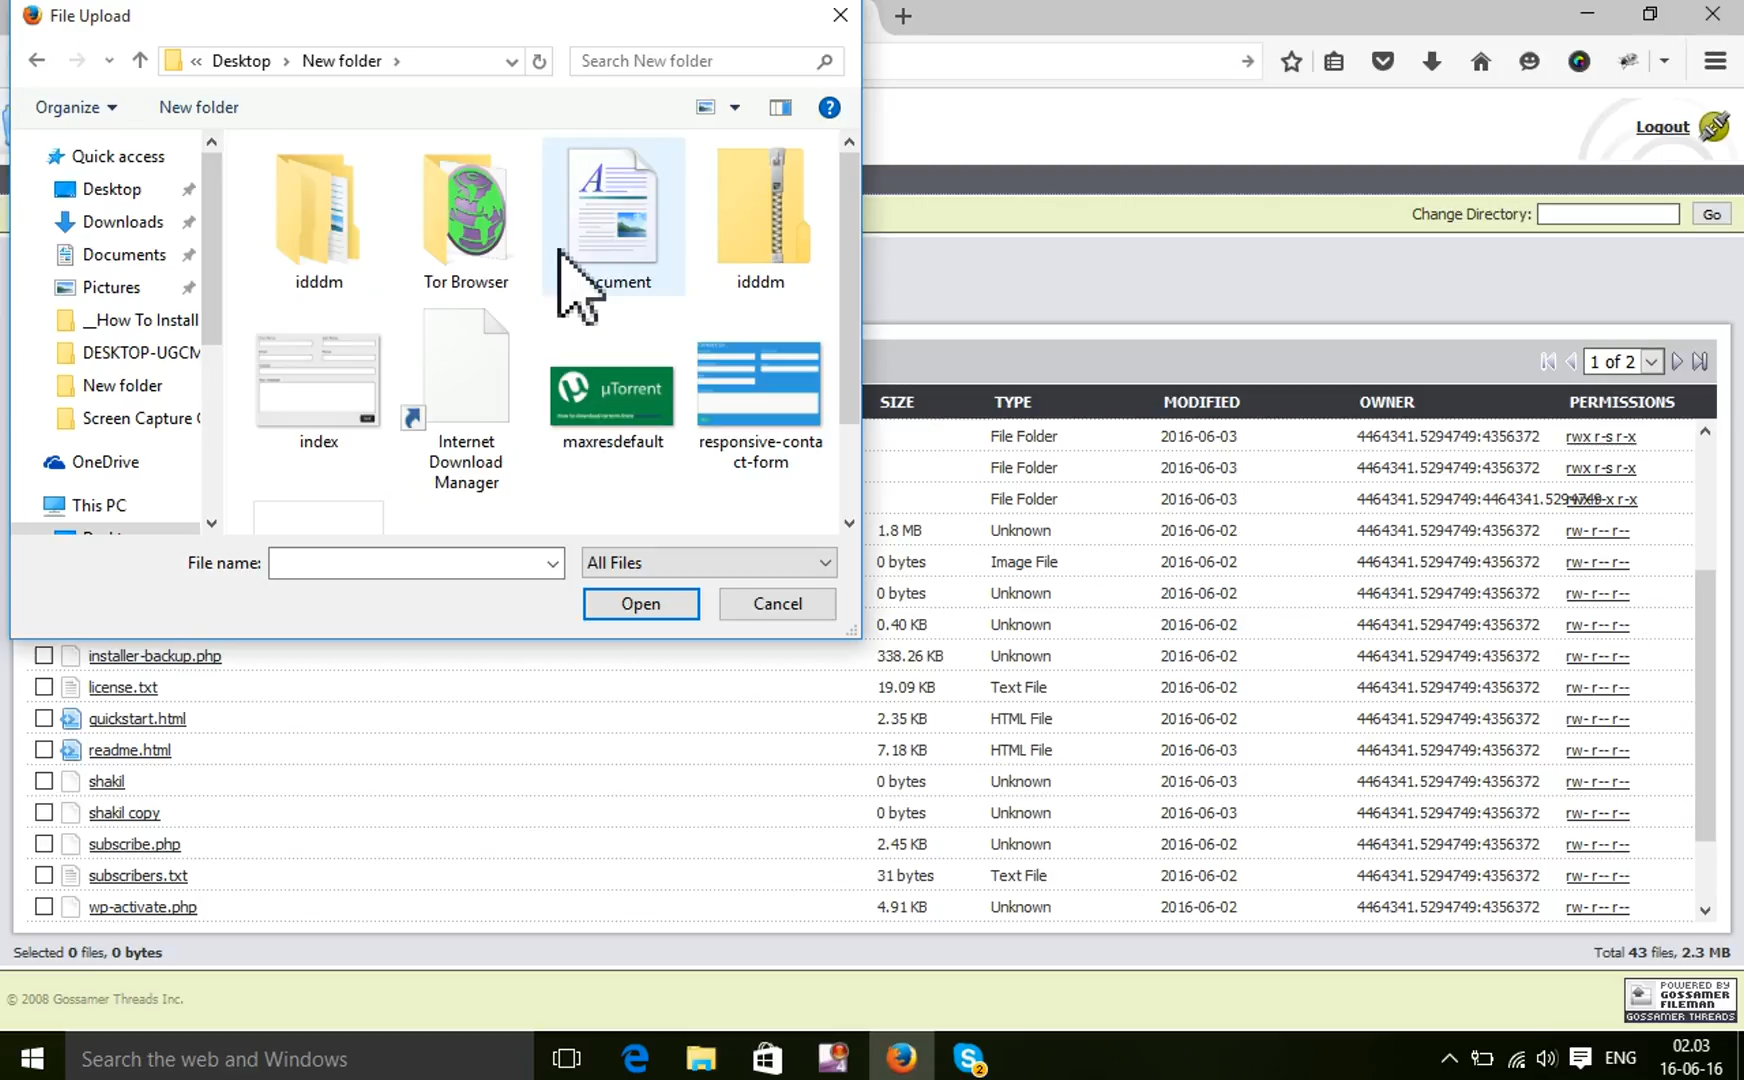 File Upload
« Desktop › New folder ›
Search New folder
Organize
New folder
Quick access
Desktop
Downloads
Documents
Pictures
__How To Install
DESKTOP-UGCM
New folder
Screen Capture
OneDrive
This PC
idddm
Tor Browser
idddm
index
Internet Download Manager
µTorrent
maxresdefault
responsive-contact-form
File name:
All Files
Open
Cancel
Logout
Change Directory:
Go
1 of 2
SIZE TYPE MODIFIED OWNER PERMISSIONS
File Folder 2016-06-03 4464341.5294749:4356372 rwx r-s r-x
File Folder 2016-06-03 4464341.5294749:4356372 rwx r-s r-x
File Folder 2016-06-03
1.8 MB Unknown 2016-06-02 4464341.5294749:4356372 rw- r-- r--
0 bytes Image File 2016-06-02 4464341.5294749:4356372 rw- r-- r--
0 bytes Unknown 2016-06-02 4464341.5294749:4356372 rw- r-- r--
0.40 KB Unknown 2016-06-02 4464341.5294749:4356372 rw- r-- r--
installer-backup.php 338.26 KB Unknown 2016-06-02 4464341.5294749:4356372 rw- r-- r--
license.txt 19.09 KB Text File 2016-06-02 4464341.5294749:4356372 rw- r-- r--
quickstart.html 2.35 KB HTML File 2016-06-02 4464341.5294749:4356372 rw- r-- r--
readme.html 7.18 KB HTML File 2016-06-03 4464341.5294749:4356372 rw- r-- r--
shakil 0 bytes Unknown 2016-06-03 4464341.5294749:4356372 rw- r-- r--
shakil copy 0 bytes Unknown 2016-06-03 4464341.5294749:4356372 rw- r-- r--
subscribe.php 2.45 KB Unknown 2016-06-02 4464341.5294749:4356372 rw- r-- r--
subscribers.txt 31 bytes Text File 2016-06-02 4464341.5294749:4356372 rw- r-- r--
wp-activate.php 4.91 KB Unknown 2016-06-02 4464341.5294749:4356372 rw- r-- r--
Selected 0 files, 0 bytes
Total 43 files, 2.3 MB
© 2008 Gossamer Threads Inc.
POWERED BY
GOSSAMER
FILEMAN
GOSSAMER THREADS
Search the web and Windows
4
2
ENG
02.03
16-06-16